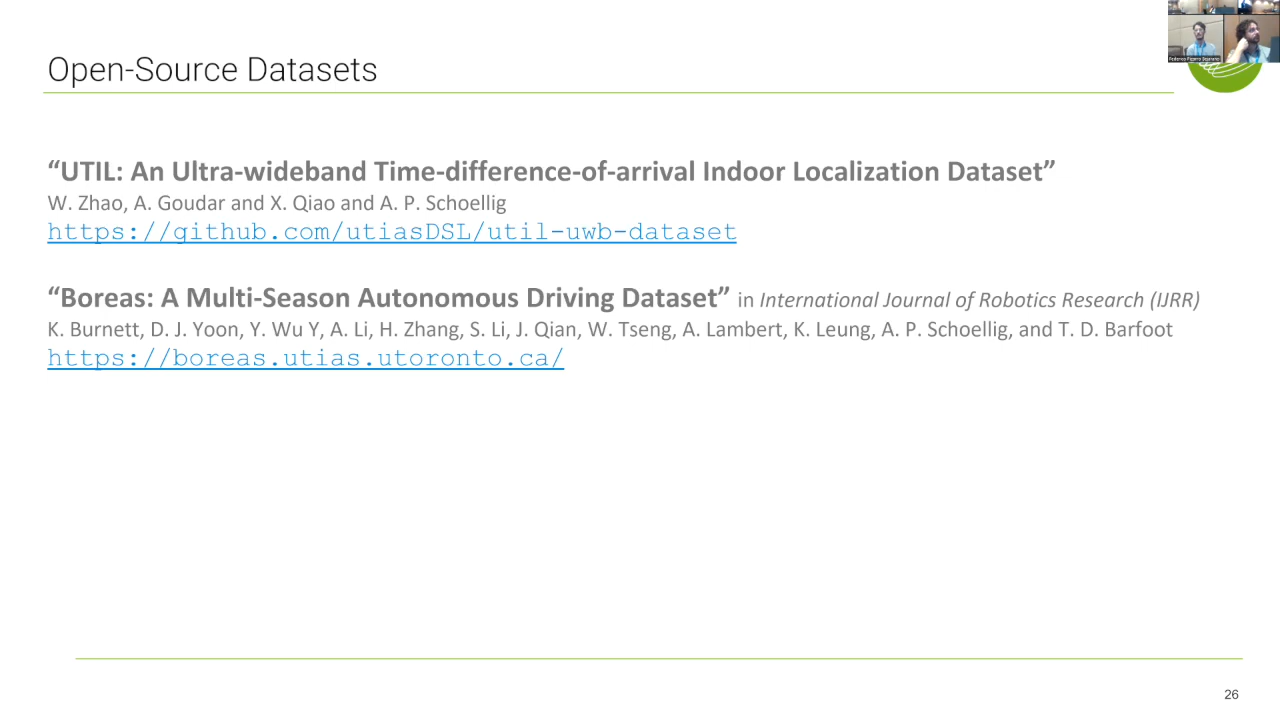 Open-Source Datasets
“UTIL: An Ultra-wideband Time-difference-of-arrival Indoor Localization Dataset”
W. Zhao, A. Goudar and X. Qiao and A. P. Schoellig
https://github.com/utiasDSL/util-uwb-dataset
“Boreas: A Multi-Season Autonomous Driving Dataset” in International Journal of Robotics Research (IJRR)
K. Burnett, D. J. Yoon, Y. Wu Y, A. Li, H. Zhang, S. Li, J. Qian, W. Tseng, A. Lambert, K. Leung, A. P. Schoellig, and T. D. Barfoot
https://boreas.utias.utoronto.ca/
26